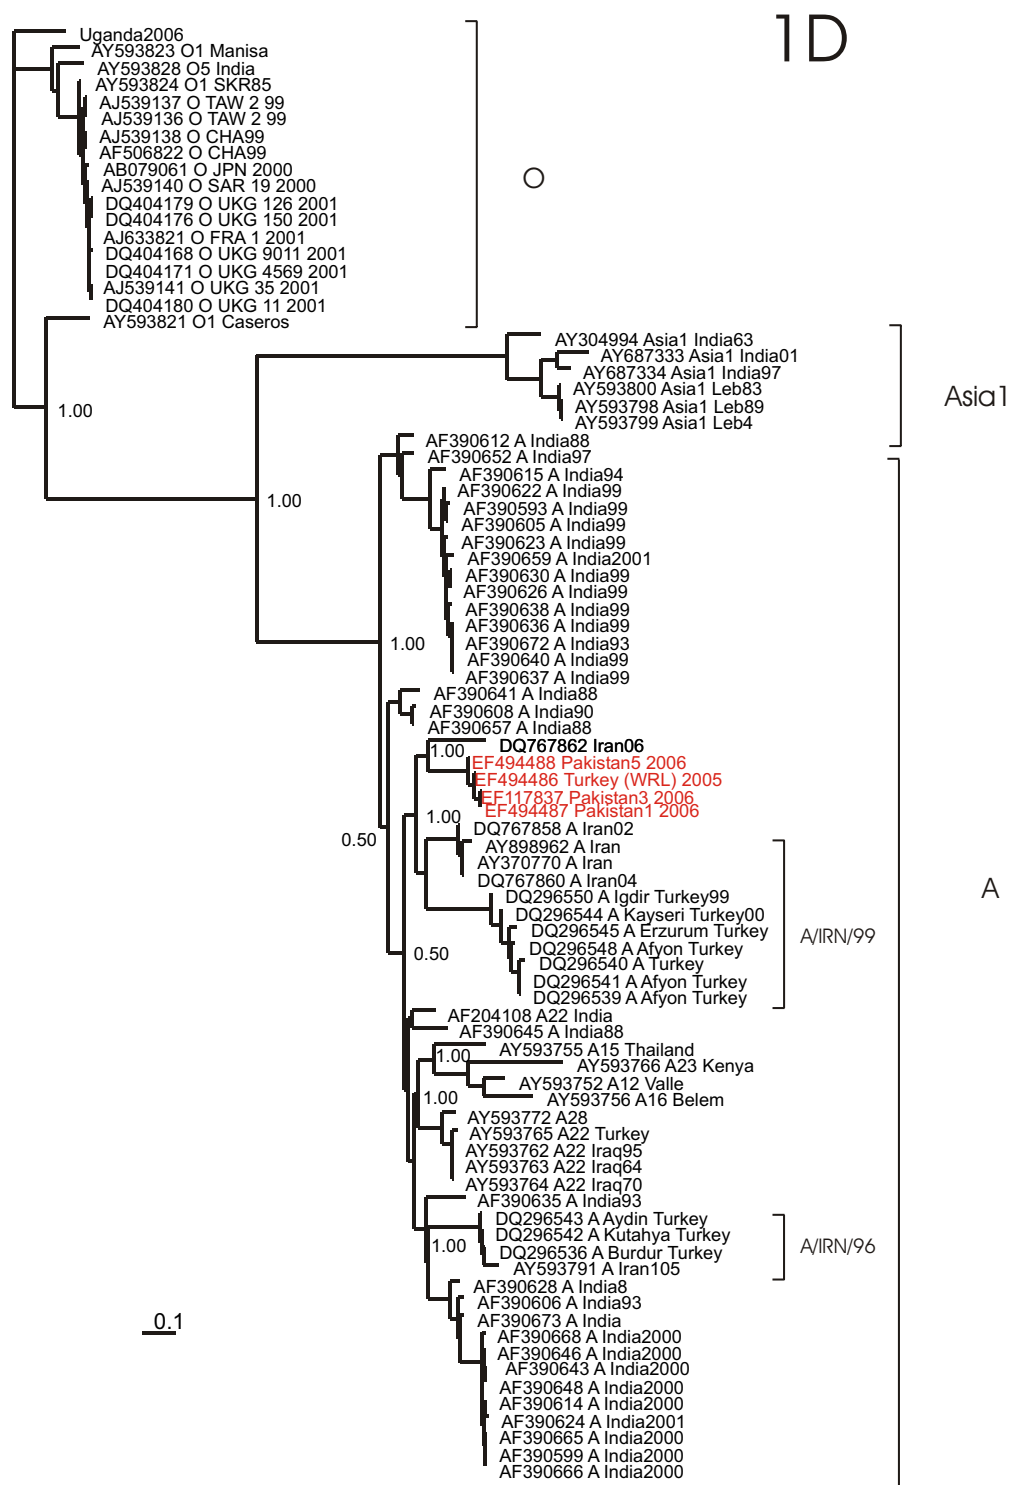 1D
Uganda2006
AY593823 O1 Manisa
AY593828 O5 India
AY593824 O1 SKR85
AJ539137 O TAW 2 99
AJ539136 O TAW 2 99
AJ539138 O CHA99
AF506822 O CHA99
AB079061 O JPN 2000
AJ539140 O SAR 19 2000
DQ404179 O UKG 126 2001
DQ404176 O UKG 150 2001
AJ633821 O FRA 1 2001
DQ404168 O UKG 9011 2001
DQ404171 O UKG 4569 2001
AJ539141 O UKG 35 2001
DQ404180 O UKG 11 2001
AY593821 O1 Caseros
O
AY304994 Asia1 India63
AY687333 Asia1 India01
AY687334 Asia1 India97
AY593800 Asia1 Leb83
AY593798 Asia1 Leb89
AY593799 Asia1 Leb4
Asia1
1.00
1.00
AF390612 A India88
AF390652 A India97
AF390615 A India94
AF390622 A India99
AF390593 A India99
AF390605 A India99
AF390623 A India99
AF390659 A India2001
AF390630 A India99
AF390626 A India99
AF390638 A India99
AF390636 A India99
AF390672 A India93
AF390640 A India99
AF390637 A India99
1.00
AF390641 A India88
AF390608 A India90
AF390657 A India88
DQ767862 Iran06
1.00
EF494488 Pakistan5 2006
EF494486 Turkey (WRL) 2005
EF117837 Pakistan3 2006
EF494487 Pakistan1 2006
1.00
DQ767858 A Iran02
0.50
AY898962 A Iran
AY370770 A Iran
DQ767860 A Iran04
DQ296550 A Igdir Turkey99
DQ296544 A Kayseri Turkey00
DQ296545 A Erzurum Turkey
DQ296548 A Afyon Turkey
DQ296540 A Turkey
DQ296541 A Afyon Turkey
DQ296539 A Afyon Turkey
A/IRN/99
A
0.50
AF204108 A22 India
AF390645 A India88
AY593755 A15 Thailand
1.00
AY593766 A23 Kenya
AY593752 A12 Valle
AY593756 A16 Belem
1.00
AY593772 A28
AY593765 A22 Turkey
AY593762 A22 Iraq95
AY593763 A22 Iraq64
AY593764 A22 Iraq70
AF390635 A India93
DQ296543 A Aydin Turkey
DQ296542 A Kutahya Turkey
DQ296536 A Burdur Turkey
AY593791 A Iran105
1.00
A/IRN/96
AF390628 A India8
AF390606 A India93
AF390673 A India
AF390668 A India2000
AF390646 A India2000
AF390643 A India2000
AF390648 A India2000
AF390614 A India2000
AF390624 A India2001
AF390665 A India2000
AF390599 A India2000
AF390666 A India2000
0.1